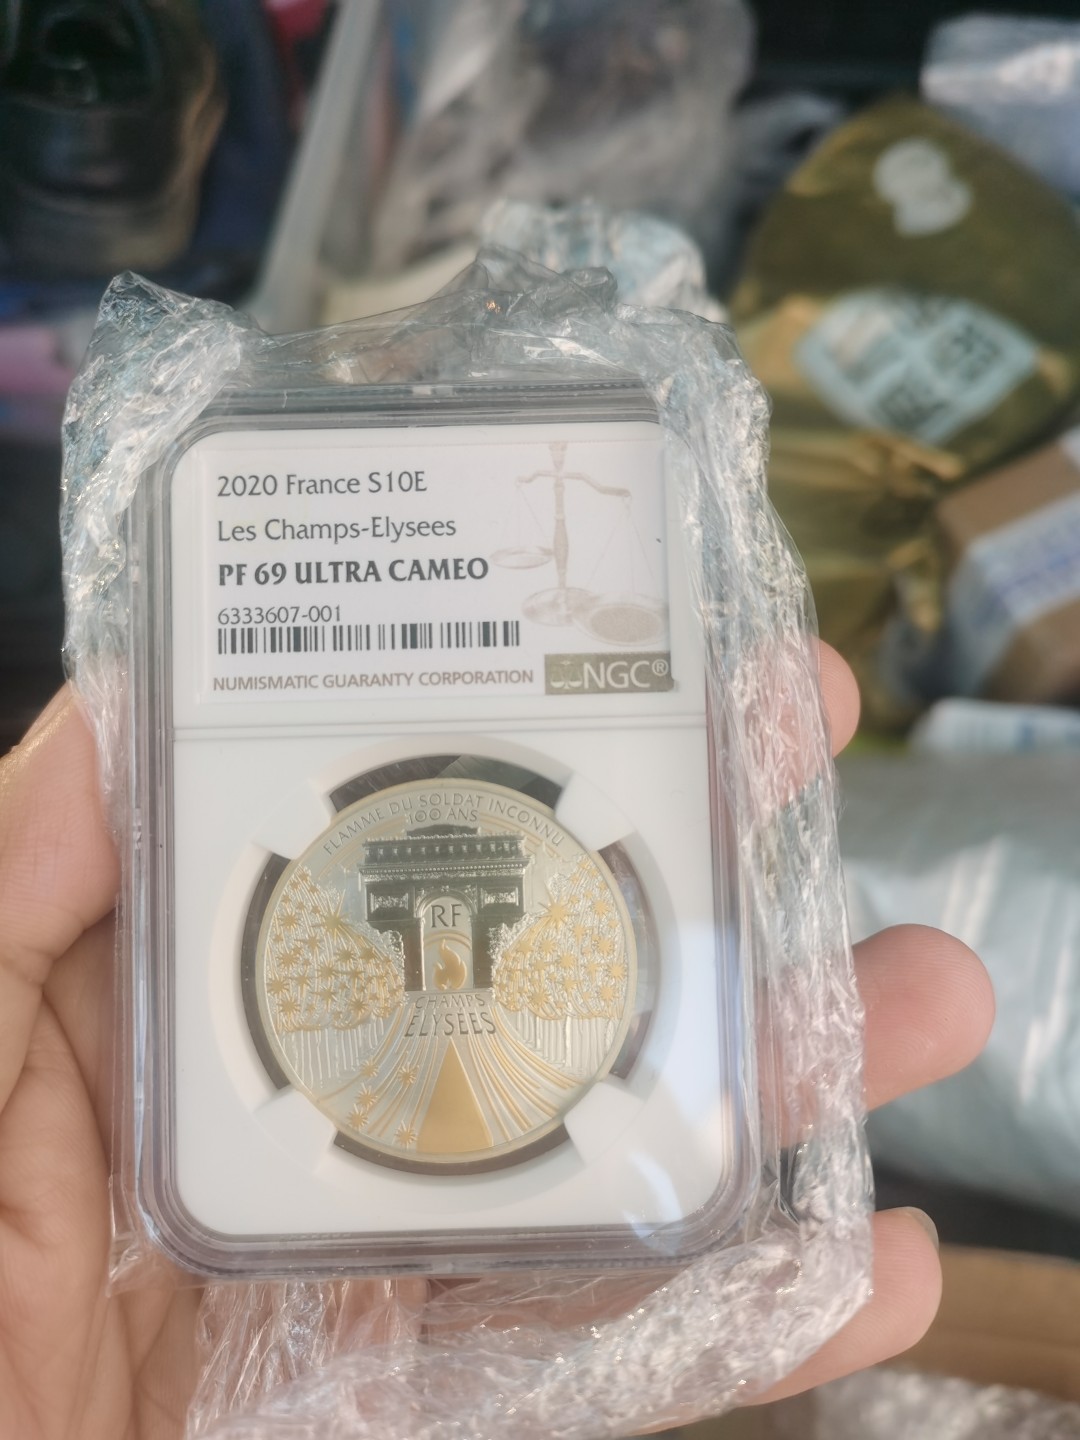 2020 France S10E
Les Champs-Elysees
PF 69 ULTRA CAMEO
6333607-001
NUMISMATIC GUARANTY CORPORATION
NGC®
FLAMME DU SOLDAT INCONNU
100 ANS
RF
CHAMPS
ELYSÉES